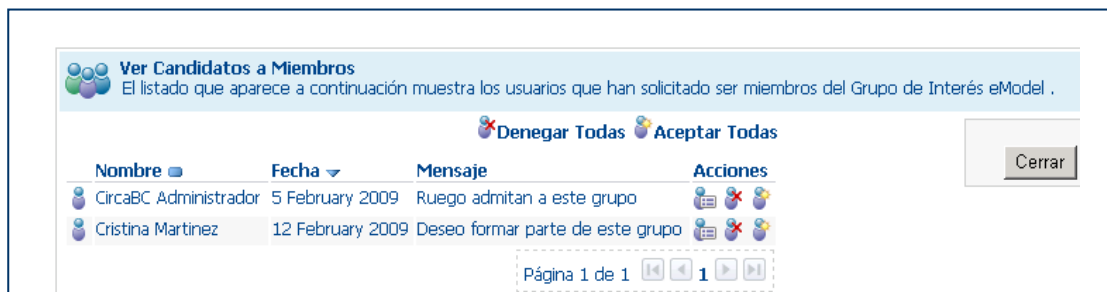 Ver Candidatos a Miembros
El listado que aparece a continuación muestra los usuarios que han solicitado ser miembros del Grupo de Interés eModel .
Denegar Todas Aceptar Todas
Cerrar
Nombre Fecha Mensaje Acciones
CircaBC Administrador 5 February 2009 Ruego admitan a este grupo
Cristina Martinez 12 February 2009 Deseo formar parte de este grupo
Página 1 de 1 1